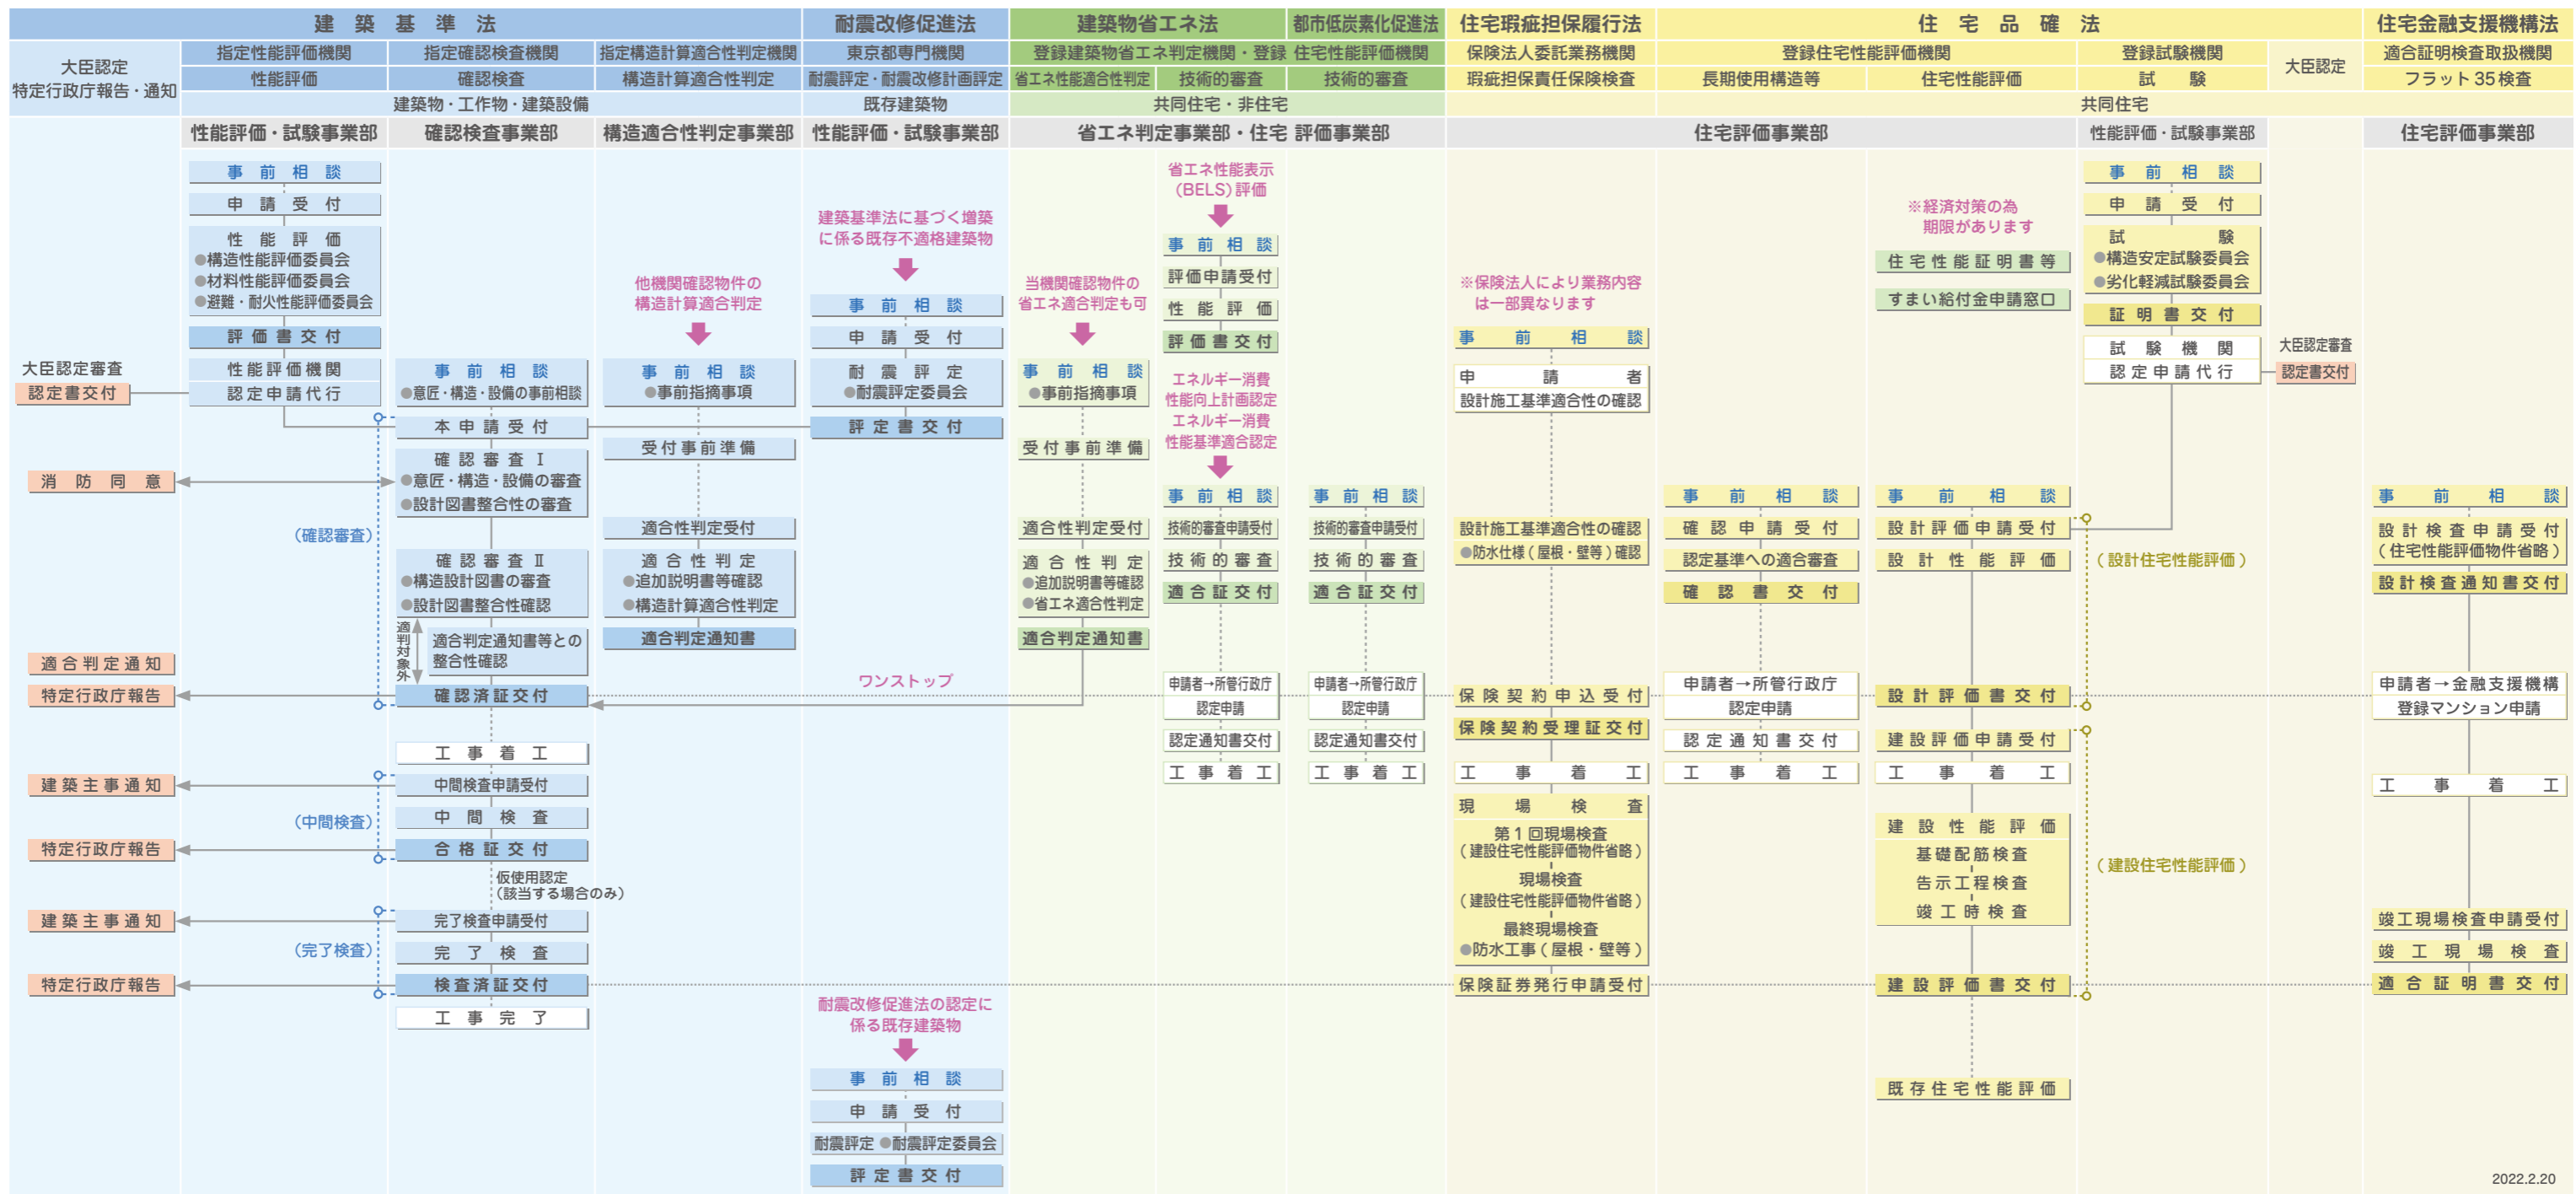 建築基準法
耐震改修促進法
建築物省エネ法
都市低炭素化促進法
住宅瑕疵担保履行法
住宅品確法
住宅金融支援機構法
大臣認定
特定行政庁報告・通知
指定性能評価機関
指定確認検査機関
指定構造計算適合性判定機関
東京都専門機関
登録建築物省エネ判定機関・登録 住宅性能評価機関
保険法人委託業務機関
登録住宅性能評価機関
登録試験機関
大臣認定
適合証明検査取扱機関
性能評価
確認検査
構造計算適合性判定
耐震評定・耐震改修計画評定
省エネ性能適合性判定
技術的審査
技術的審査
瑕疵担保責任保険検査
長期使用構造等
住宅性能評価
試験
フラット35検査
建築物・工作物・建築設備
既存建築物
共同住宅・非住宅
共同住宅
性能評価・試験事業部
確認検査事業部
構造適合性判定事業部
性能評価・試験事業部
省エネ判定事業部・住宅 評価事業部
住宅評価事業部
性能評価・試験事業部
住宅評価事業部
大臣認定審査
認定書交付
消防同意
適合判定通知
特定行政庁報告
建築主事通知
特定行政庁報告
建築主事通知
特定行政庁報告
事前相談
申請受付
性能評価
●構造性能評価委員会
●材料性能評価委員会
●避難・耐火性能評価委員会
評価書交付
性能評価機関
認定申請代行
（確認審査）
（中間検査）
（完了検査）
事前相談
●意匠・構造・設備の事前相談
本申請受付
確認審査Ⅰ
●意匠・構造・設備の審査
●設計図書整合性の審査
確認審査Ⅱ
●構造設計図書の審査
●設計図書整合性確認
適判対象外
適合判定通知書等との
整合性確認
確認済証交付
工事着工
中間検査申請受付
中間検査
合格証交付
仮使用認定
（該当する場合のみ）
完了検査申請受付
完了検査
検査済証交付
工事完了
他機関確認物件の
構造計算適合判定
事前相談
●事前指摘事項
受付事前準備
適合性判定受付
適合性判定
●追加説明書等確認
●構造計算適合性判定
適合判定通知書
建築基準法に基づく増築
に係る既存不適格建築物
事前相談
申請受付
耐震評定
●耐震評定委員会
評定書交付
ワンストップ
耐震改修促進法の認定に
係る既存建築物
事前相談
申請受付
耐震評定 ●耐震評定委員会
評定書交付
当機関確認物件の
省エネ適合判定も可
事前相談
●事前指摘事項
受付事前準備
適合性判定受付
適合性判定
●追加説明書等確認
●省エネ適合性判定
適合判定通知書
省エネ性能表示
（BELS）評価
事前相談
評価申請受付
性能評価
評価書交付
エネルギー消費
性能向上計画認定
エネルギー消費
性能基準適合認定
事前相談
技術的審査申請受付
技術的審査
適合証交付
申請者→所管行政庁
認定申請
認定通知書交付
工事着工
事前相談
技術的審査申請受付
技術的審査
適合証交付
申請者→所管行政庁
認定申請
認定通知書交付
工事着工
※保険法人により業務内容
は一部異なります
事前相談
申請者
設計施工基準適合性の確認
設計施工基準適合性の確認
●防水仕様（屋根・壁等）確認
保険契約申込受付
保険契約受理証交付
工事着工
現場検査
第1回現場検査
（建設住宅性能評価物件省略）
現場検査
（建設住宅性能評価物件省略）
最終現場検査
●防水工事（屋根・壁等）
保険証券発行申請受付
事前相談
確認申請受付
認定基準への適合審査
確認書交付
申請者→所管行政庁
認定申請
認定通知書交付
工事着工
※経済対策の為
期限があります
住宅性能証明書等
すまい給付金申請窓口
事前相談
設計評価申請受付
設計性能評価
設計評価書交付
建設評価申請受付
工事着工
建設性能評価
基礎配筋検査
告示工程検査
竣工時検査
建設評価書交付
既存住宅性能評価
（設計住宅性能評価）
（建設住宅性能評価）
事前相談
申請受付
試験
●構造安定試験委員会
●劣化軽減試験委員会
証明書交付
試験機関
認定申請代行
大臣認定審査
認定書交付
事前相談
設計検査申請受付
（住宅性能評価物件省略）
設計検査通知書交付
申請者→金融支援機構
登録マンション申請
工事着工
竣工現場検査申請受付
竣工現場検査
適合証明書交付
2022.2.20